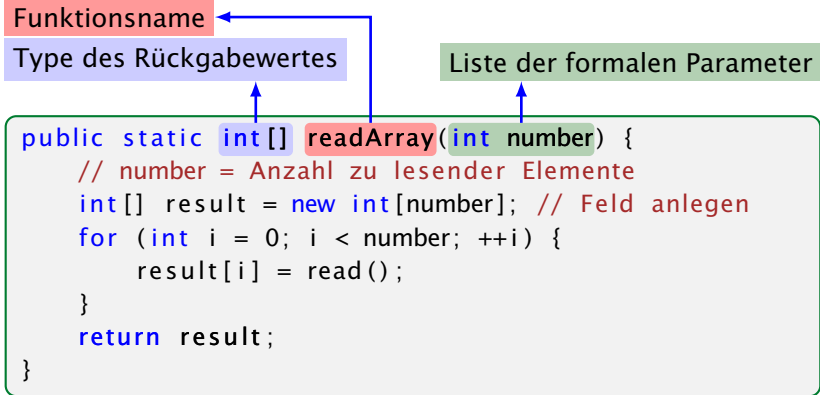 Funktionsname
Type des Rückgabewertes
Liste der formalen Parameter
public static int[] readArray(int number) {
    // number = Anzahl zu lesender Elemente
    int[] result = new int[number]; // Feld anlegen
    for (int i = 0; i < number; ++i) {
        result[i] = read();
    }
    return result;
}